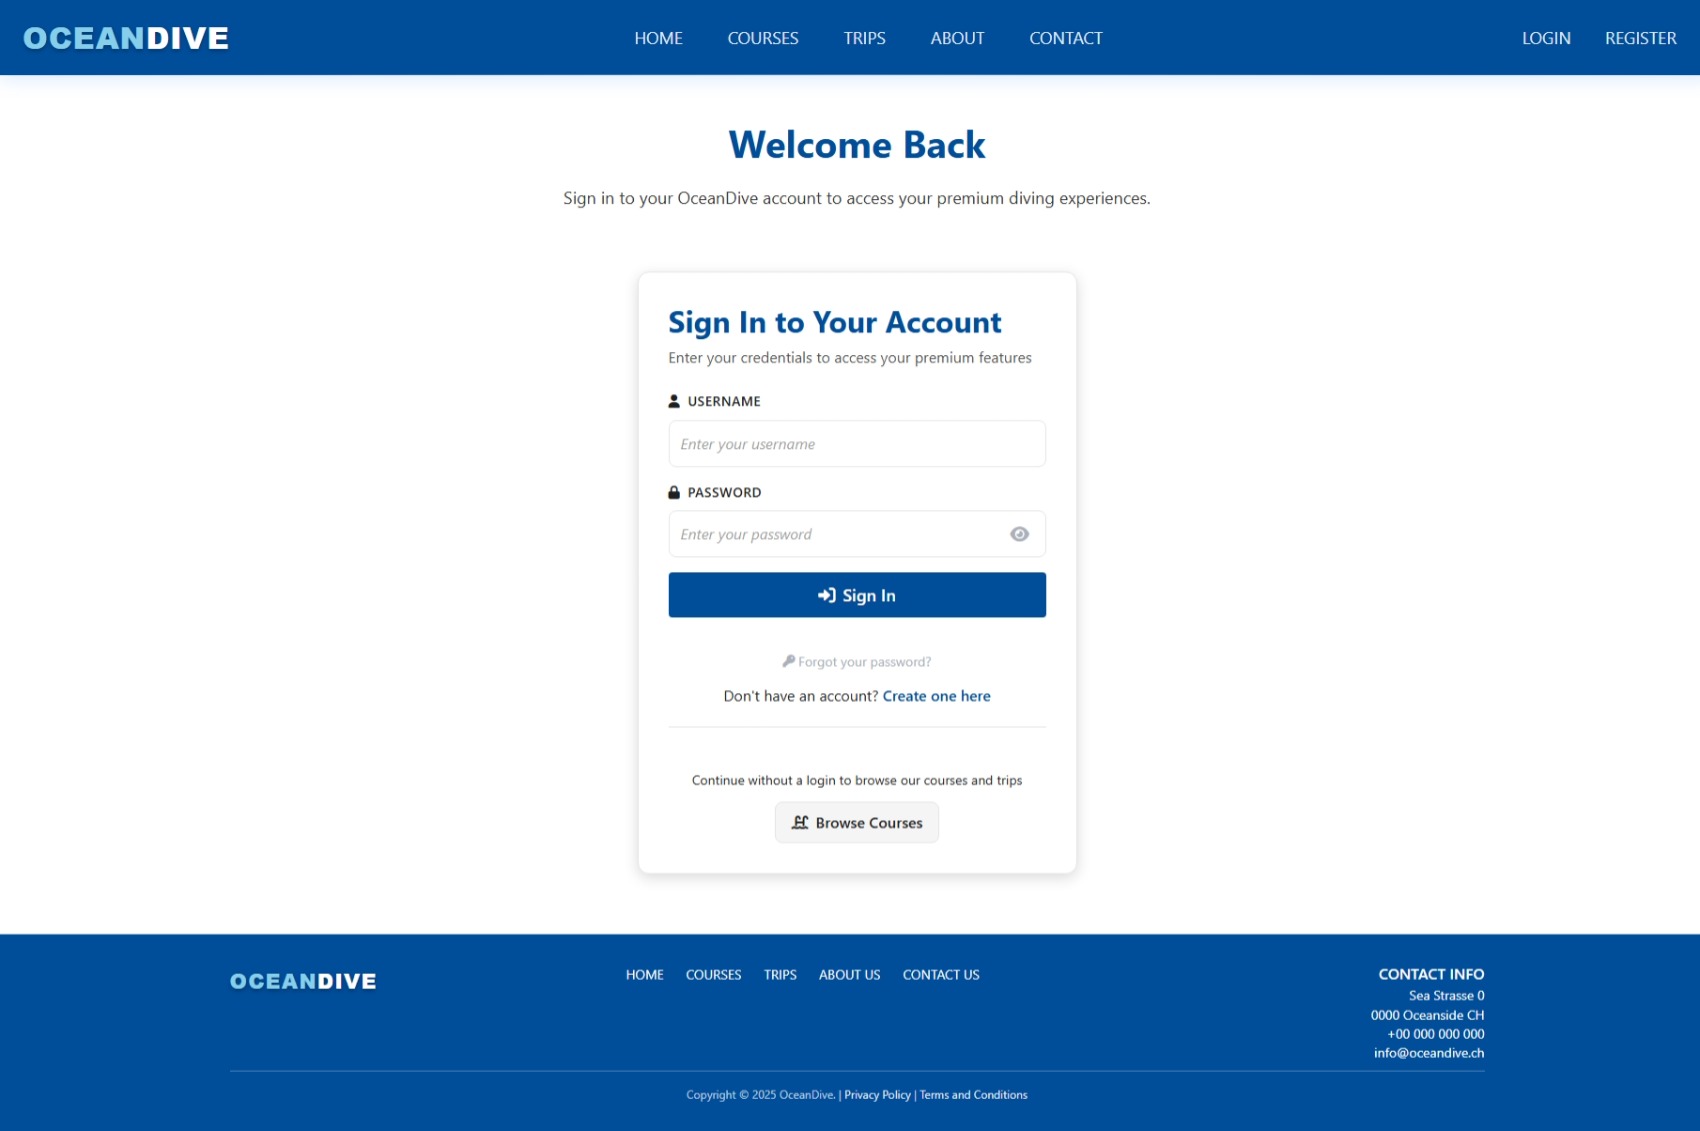 OCEANDIVE
HOME COURSES TRIPS ABOUT CONTACT
LOGIN REGISTER
Welcome Back
Sign in to your OceanDive account to access your premium diving experiences.
Sign In to Your Account
Enter your credentials to access your premium features
USERNAME
Enter your username
PASSWORD
Enter your password
Sign In
Forgot your password?
Don't have an account? Create one here
Continue without a login to browse our courses and trips
Browse Courses
OCEANDIVE
HOME COURSES TRIPS ABOUT US CONTACT US
CONTACT INFO
Sea Strasse 0
0000 Oceanside CH
+00 000 000 000
info@oceandive.ch
Copyright © 2025 OceanDive. | Privacy Policy | Terms and Conditions